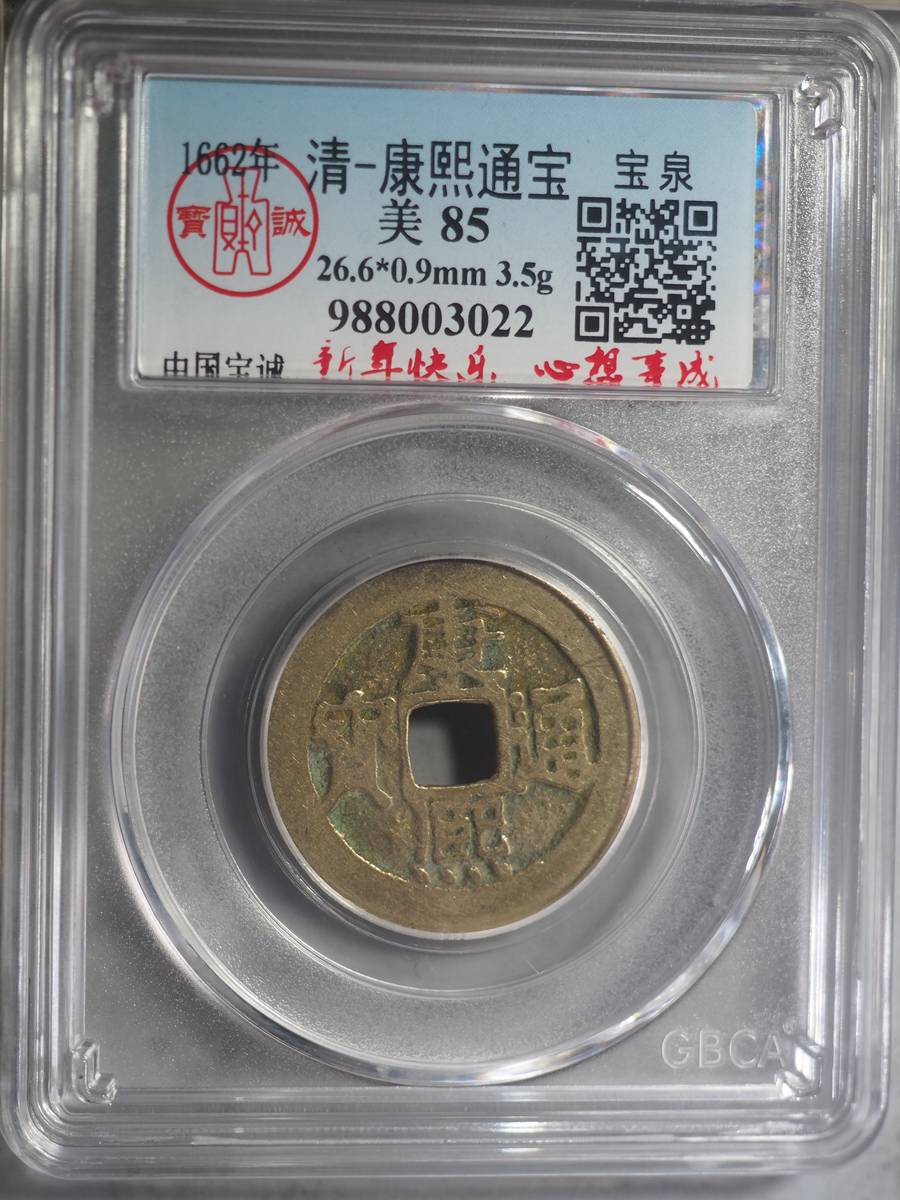 1662年 清-康熙通宝 宝泉
寶 誠
美 85
26.6*0.9mm 3.5g
988003022
中国宝诚 新年快乐 心想事成
康
寶 通
熙
GBCA